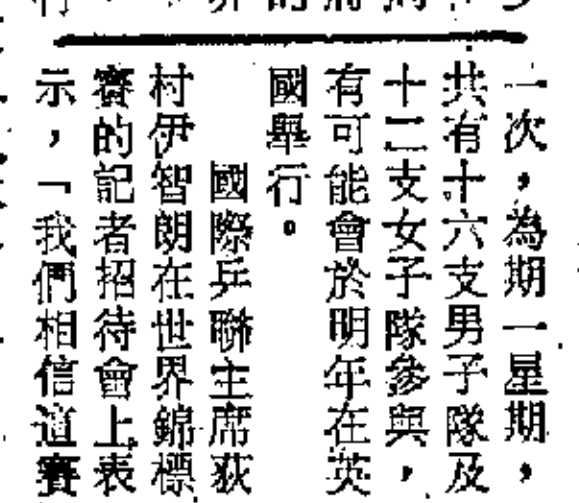 一次，為期一星期，
共有十六支男子隊及
十二支女子隊參與，
有可能會於明年在英
國舉行。
國際乒聯主席荻
村伊智朗在世界錦標
賽的記者招待會上表
示，「我們相信這賽